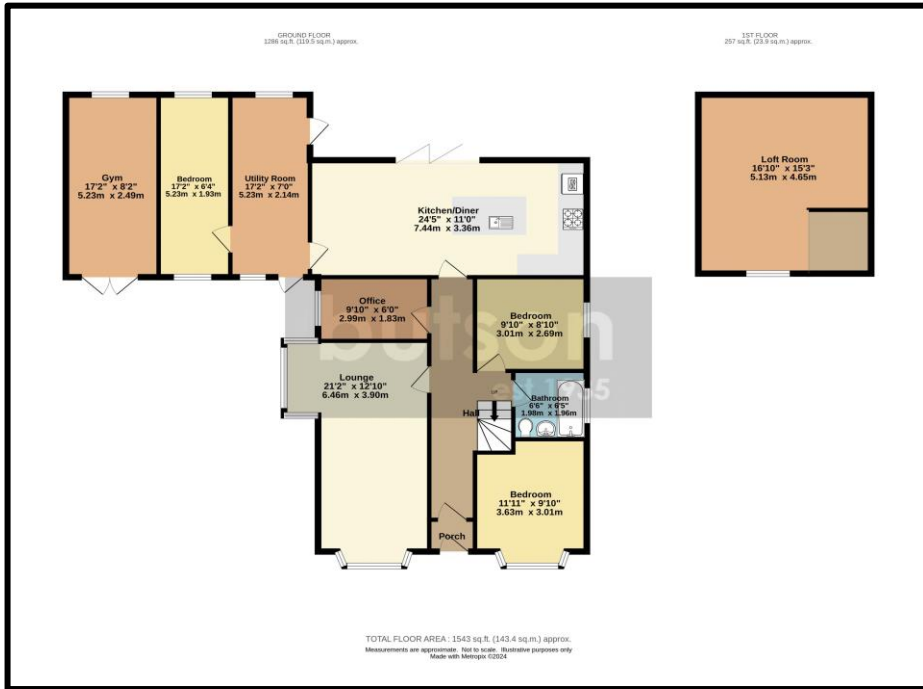 GROUND FLOOR
1286 sq.ft. (119.5 sq.m.) approx.
1ST FLOOR
257 sq.ft. (23.9 sq.m.) approx.
Gym
17'2" x 8'2"
5.23m x 2.49m
Bedroom
17'2" x 6'4"
5.23m x 1.93m
Utility Room
17'2" x 7'0"
5.23m x 2.14m
Loft Room
16'10" x 15'3"
5.13m x 4.65m
Kitchen/Diner
24'5" x 11'0"
7.44m x 3.36m
Office
9'10" x 6'0"
2.99m x 1.83m
Bedroom
9'10" x 8'10"
3.01m x 2.69m
butson
est 1935
Lounge
21'2" x 12'10"
6.46m x 3.90m
Bathroom
6'6" x 6'5"
1.98m x 1.96m
Hall
Bedroom
11'11" x 9'10"
3.63m x 3.01m
Porch
TOTAL FLOOR AREA : 1543 sq.ft. (143.4 sq.m.) approx.
Measurements are approximate. Not to scale. Illustrative purposes only
Made with Metropix ©2024